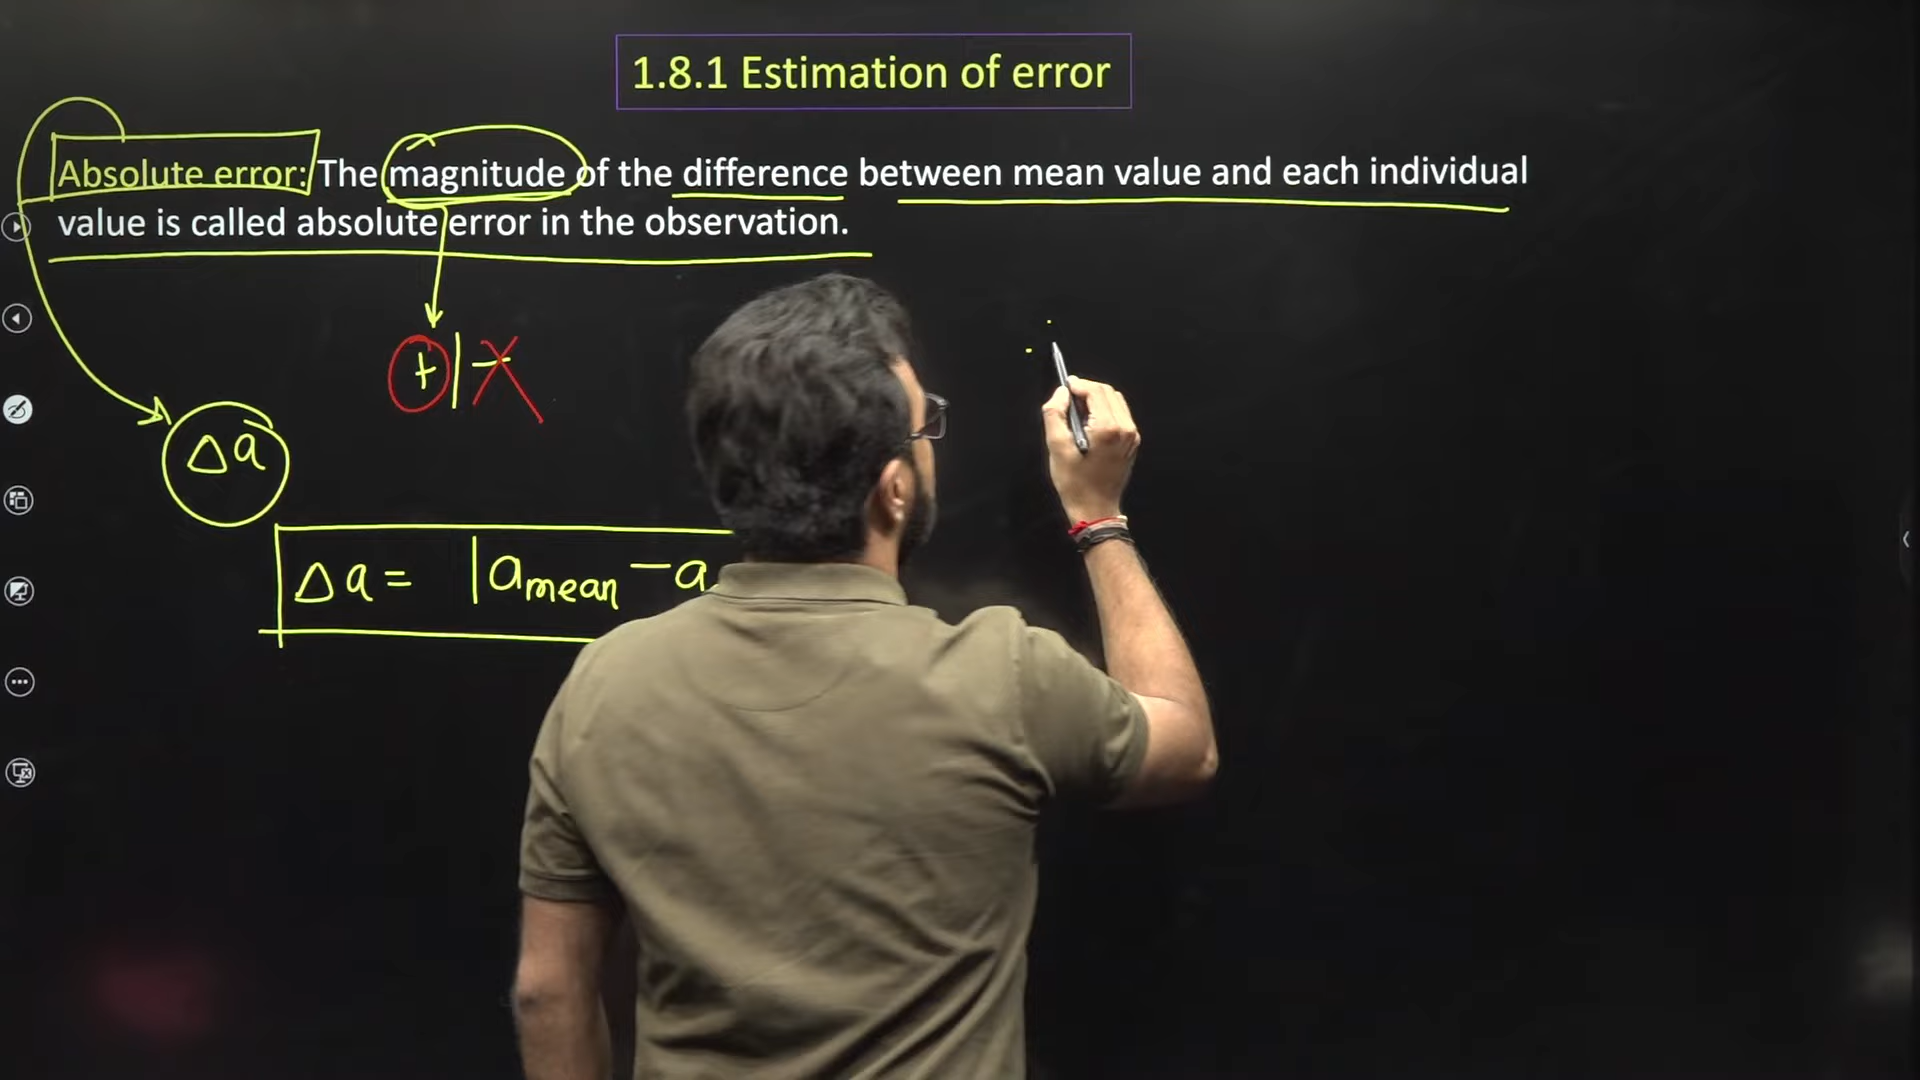 1.8.1 Estimation of error
Absolute error: The magnitude of the difference between mean value and each individual
value is called absolute error in the observation.
+ | -
Δa
Δa = |a mean - a